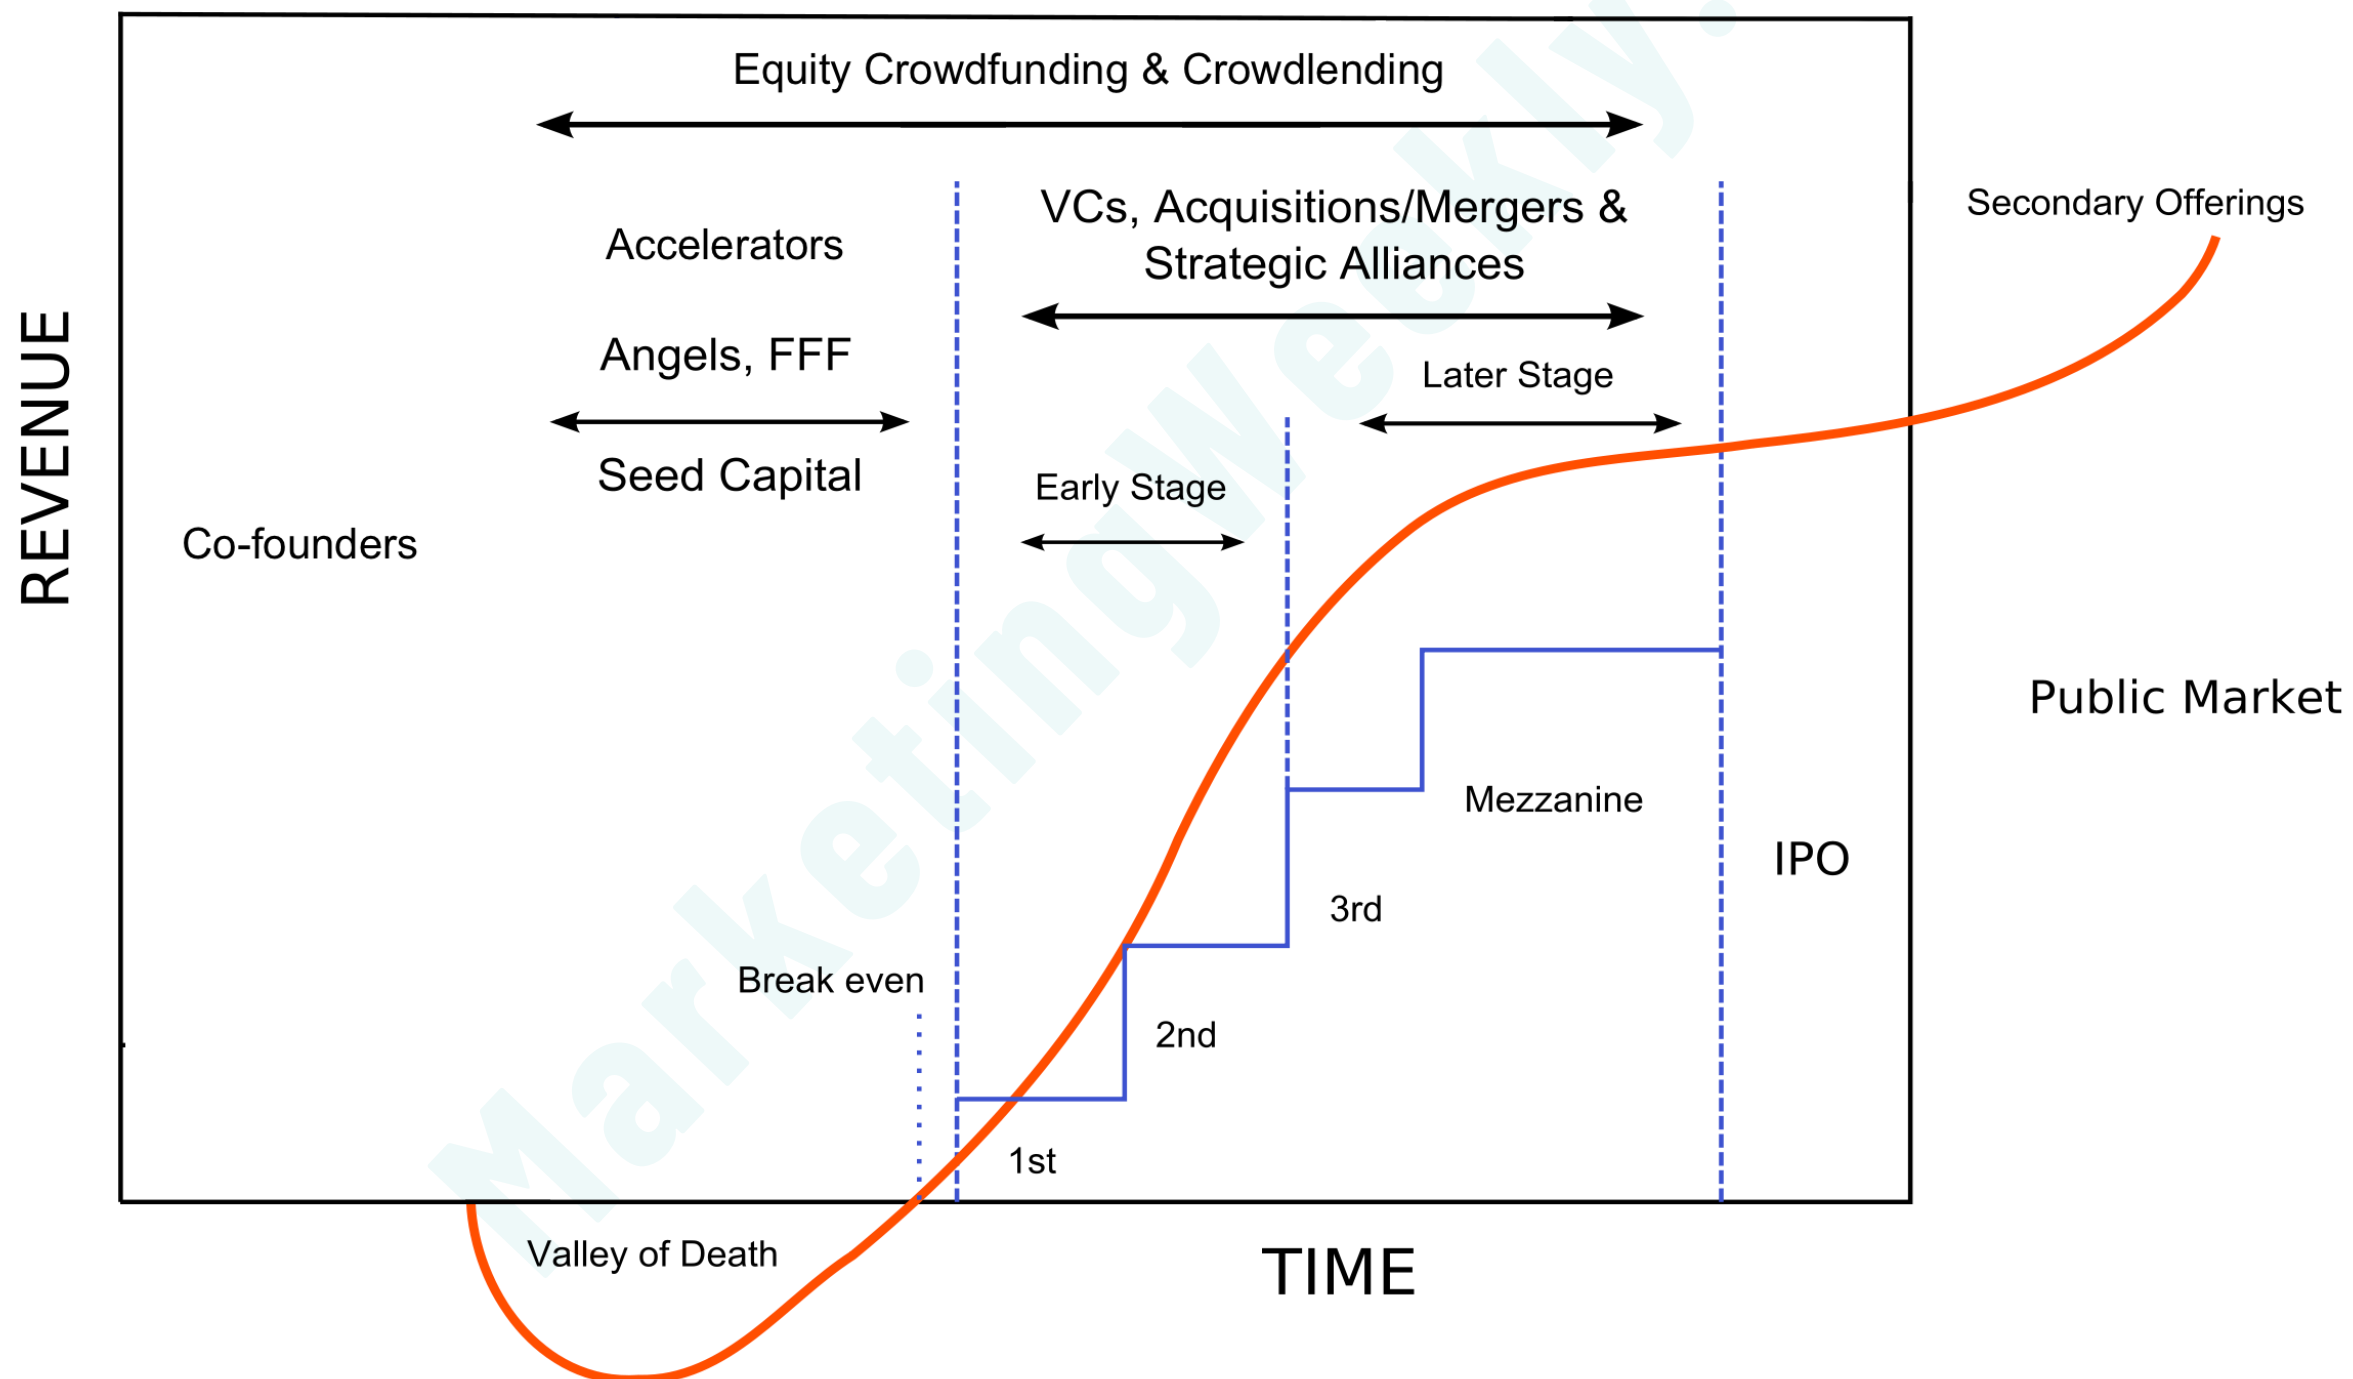 Equity Crowdfunding & Crowdlending
VCs, Acquisitions/Mergers &
Strategic Alliances
Secondary Offerings
Accelerators
Angels, FFF
Later Stage
Seed Capital
Early Stage
REVENUE
Co-founders
Public Market
Mezzanine
IPO
3rd
Break even
2nd
1st
Valley of Death
TIME
MarketingWeekly.